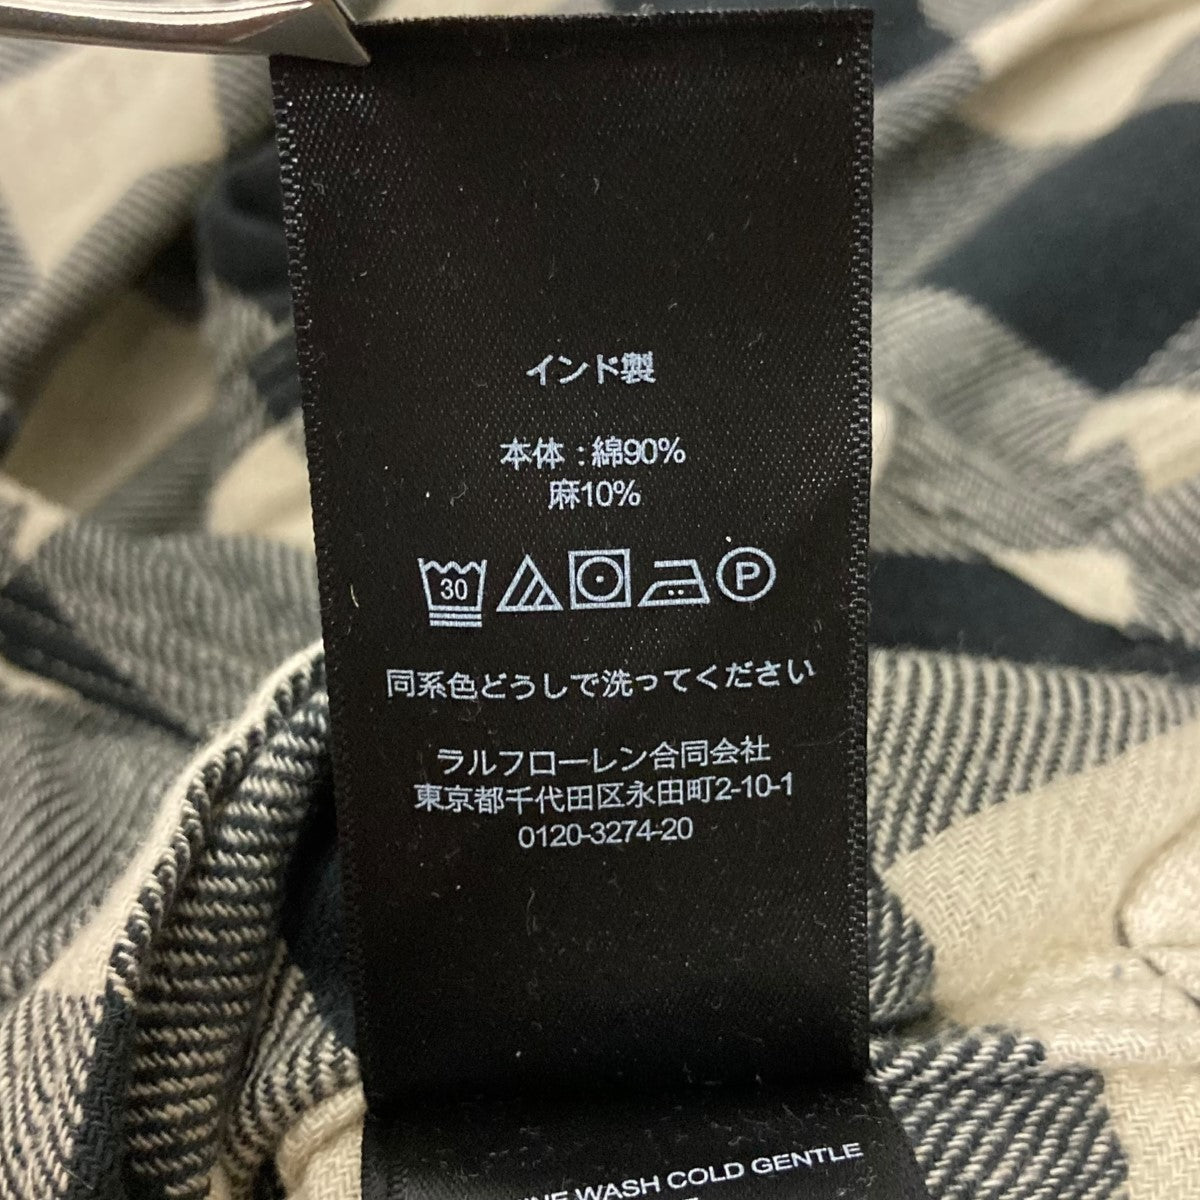 インド製
本体 : 綿90%
麻10%
30 P
同系色どうしで洗ってください
ラルフローレン合同会社
東京都千代田区永田町2-10-1
0120-3274-20
WASH COLD GENTLE